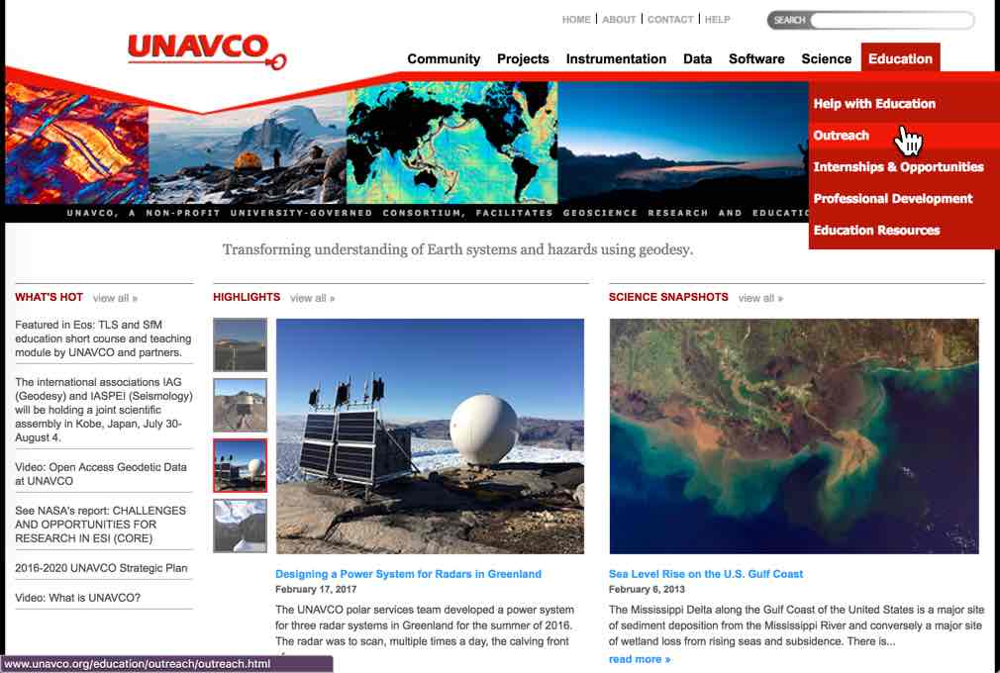 HOME | ABOUT | CONTACT | HELP
SEARCH
UNAVCO
Community Projects Instrumentation Data Software Science Education
Help with Education
Outreach
Internships & Opportunities
Professional Development
Education Resources
UNAVCO, A NON-PROFIT UNIVERSITY-GOVERNED CONSORTIUM, FACILITATES GEOSCIENCE RESEARCH AND
Transforming understanding of Earth systems and hazards using geodesy.
WHAT'S HOT view all »
Featured in Eos: TLS and SfM
education short course and teaching
module by UNAVCO and partners.
The international associations IAG
(Geodesy) and IASPEI (Seismology)
will be holding a joint scientific
assembly in Kobe, Japan, July 30-
August 4.
Video: Open Access Geodetic Data
at UNAVCO
See NASA's report: CHALLENGES
AND OPPORTUNITIES FOR
RESEARCH IN ESI (CORE)
2016-2020 UNAVCO Strategic Plan
Video: What is UNAVCO?
HIGHLIGHTS view all »
Designing a Power System for Radars in Greenland
February 17, 2017
The UNAVCO polar services team developed a power system
for three radar systems in Greenland for the summer of 2016.
The radar was to scan, multiple times a day, the calving front
SCIENCE SNAPSHOTS view all »
Sea Level Rise on the U.S. Gulf Coast
February 6, 2013
The Mississippi Delta along the Gulf Coast of the United States is a major site
of sediment deposition from the Mississippi River and conversely a major site
of wetland loss from rising seas and subsidence. There is...
read more »
www.unavco.org/education/outreach/outreach.html